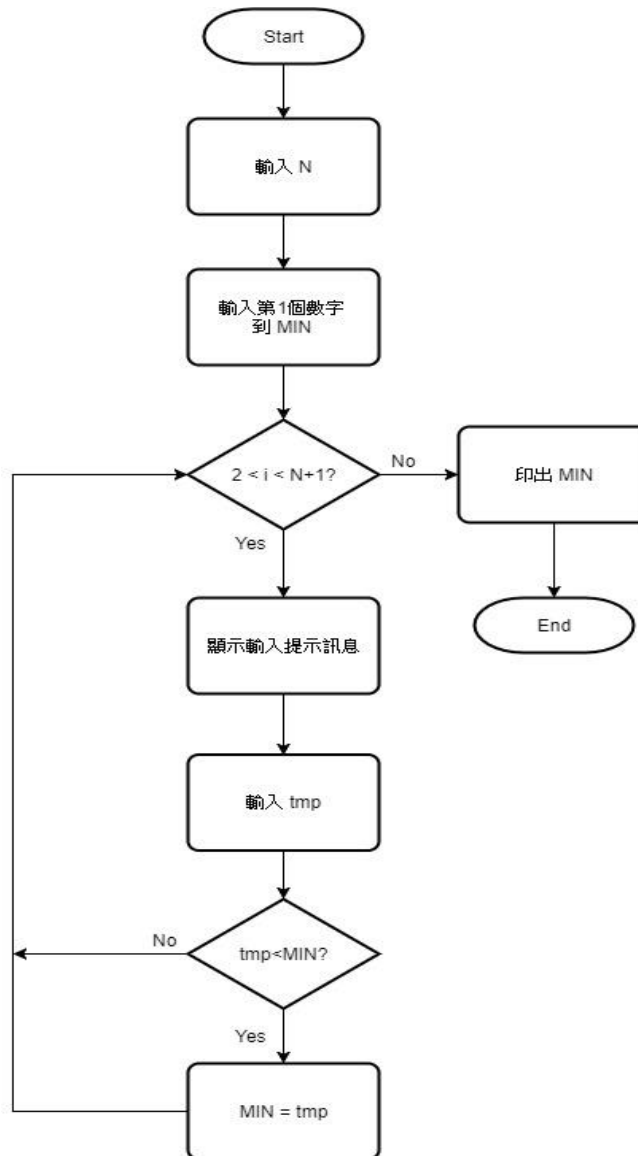 Start
輸入 N
輸入第1個數字
到 MIN
2 < i < N+1?
No
印出 MIN
Yes
End
顯示輸入提示訊息
輸入 tmp
No
tmp<MIN?
Yes
MIN = tmp